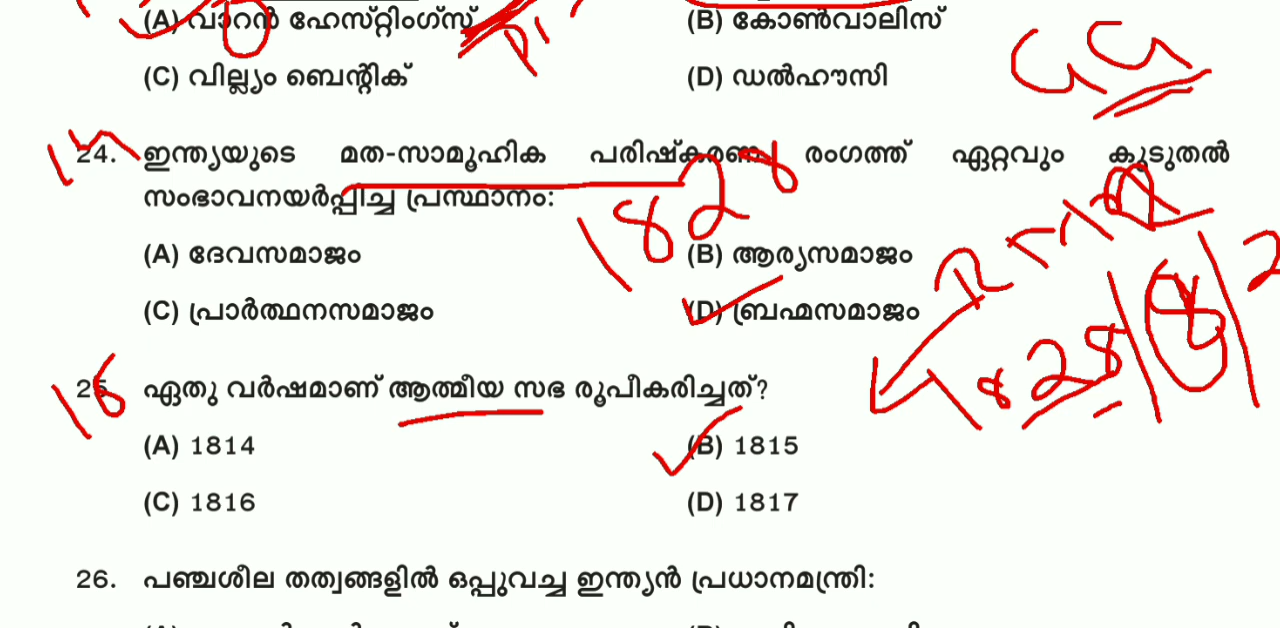 (A) വാറൻ ഹേസ്റ്റിംഗ്സ് (B) കോൺവാലിസ്
(C) വില്ല്യം ബെന്റിക് (D) ഡൽഹൗസി
24. ഇന്ത്യയുടെ മത-സാമൂഹിക പരിഷ്കരണ രംഗത്ത് ഏറ്റവും കൂടുതൽ
സംഭാവനയർപ്പിച്ച പ്രസ്ഥാനം:
1828
(A) ദേവസമാജം (B) ആര്യസമാജം
(C) പ്രാർത്ഥനസമാജം (D) ബ്രഹ്മസമാജം
1828
25. ഏതു വർഷമാണ് ആത്മീയ സഭ രൂപീകരിച്ചത്?
(A) 1814 (B) 1815
(C) 1816 (D) 1817
26. പഞ്ചശീല തത്വങ്ങളിൽ ഒപ്പുവച്ച ഇന്ത്യൻ പ്രധാനമന്ത്രി: